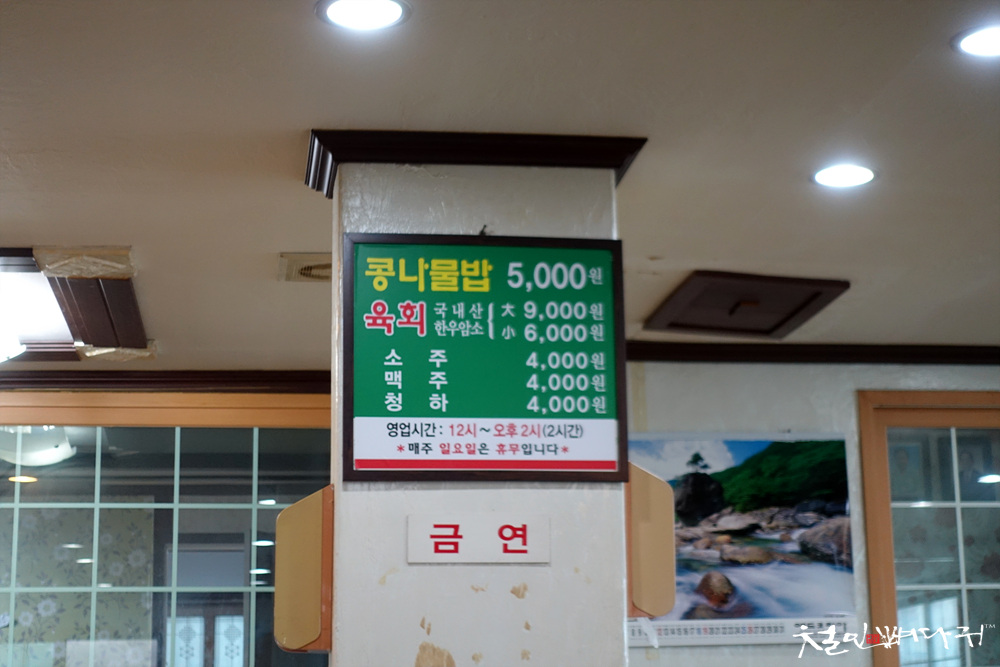 콩나물밥 5,000원
육회 국내산 한우암소 大 9,000원
小 6,000원
소주 4,000원
맥주 4,000원
청하 4,000원
영업시간 : 12시~오후2시(2시간)
*매주 일요일은 휴무입니다*
금연